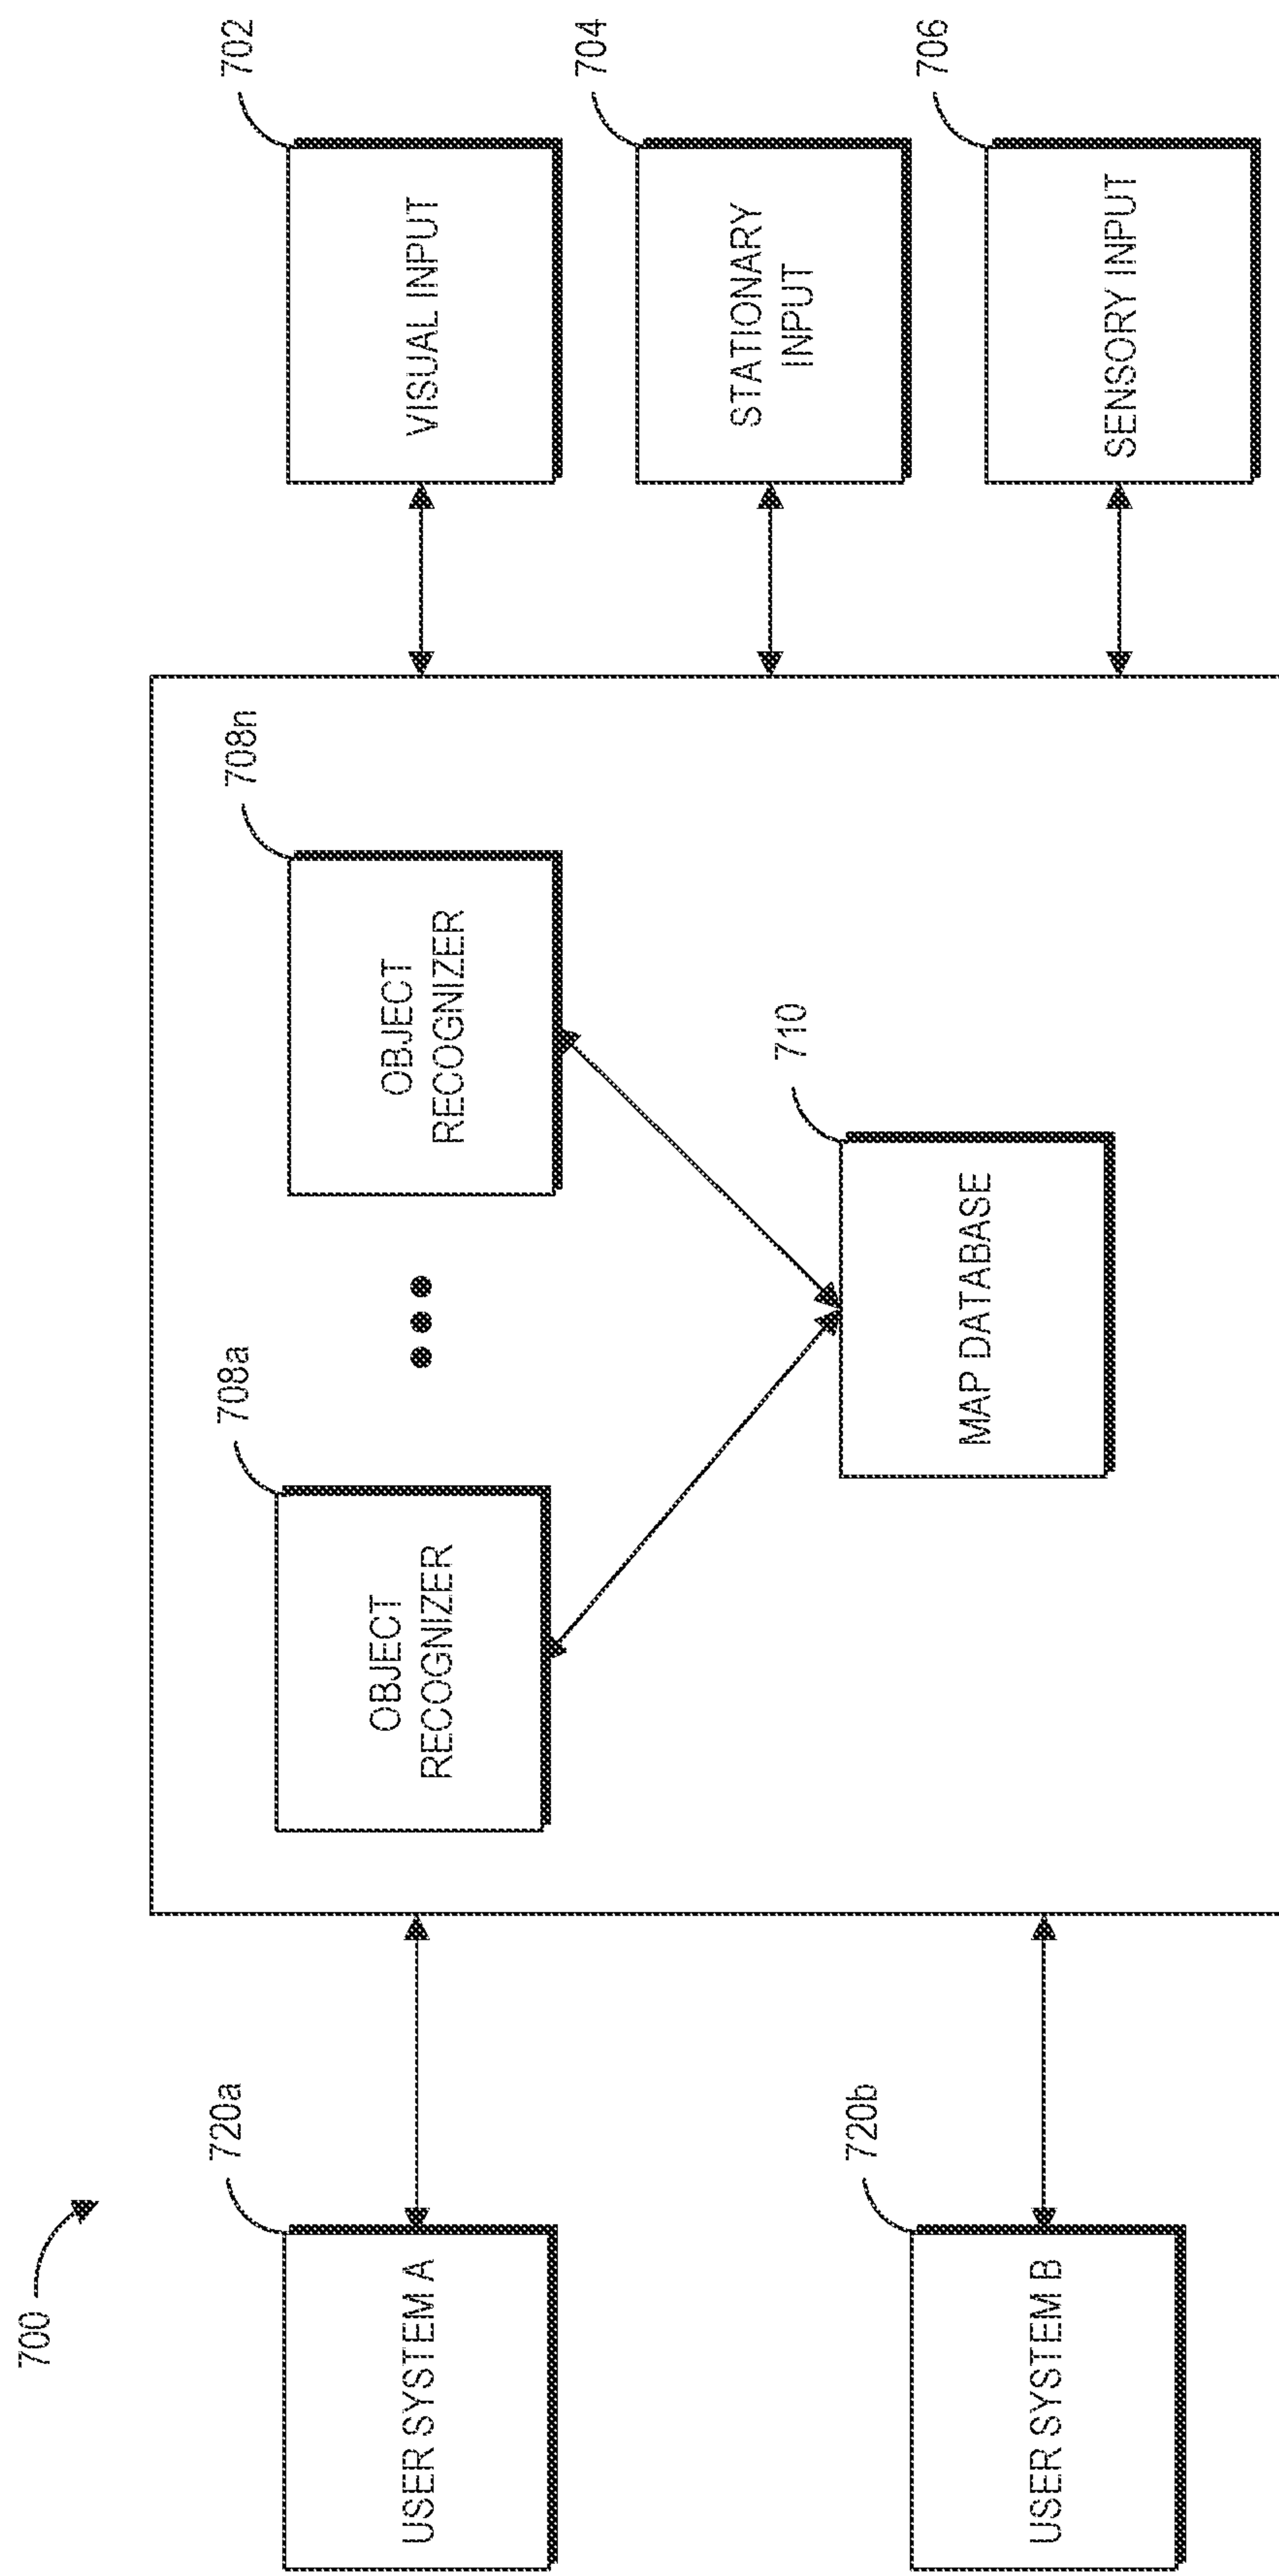 700
720a
USER SYSTEM A
720b
USER SYSTEM B
708a
OBJECT
RECOGNIZER
708n
OBJECT
RECOGNIZER
710
MAP DATABASE
702
VISUAL INPUT
704
STATIONARY
INPUT
706
SENSORY INPUT